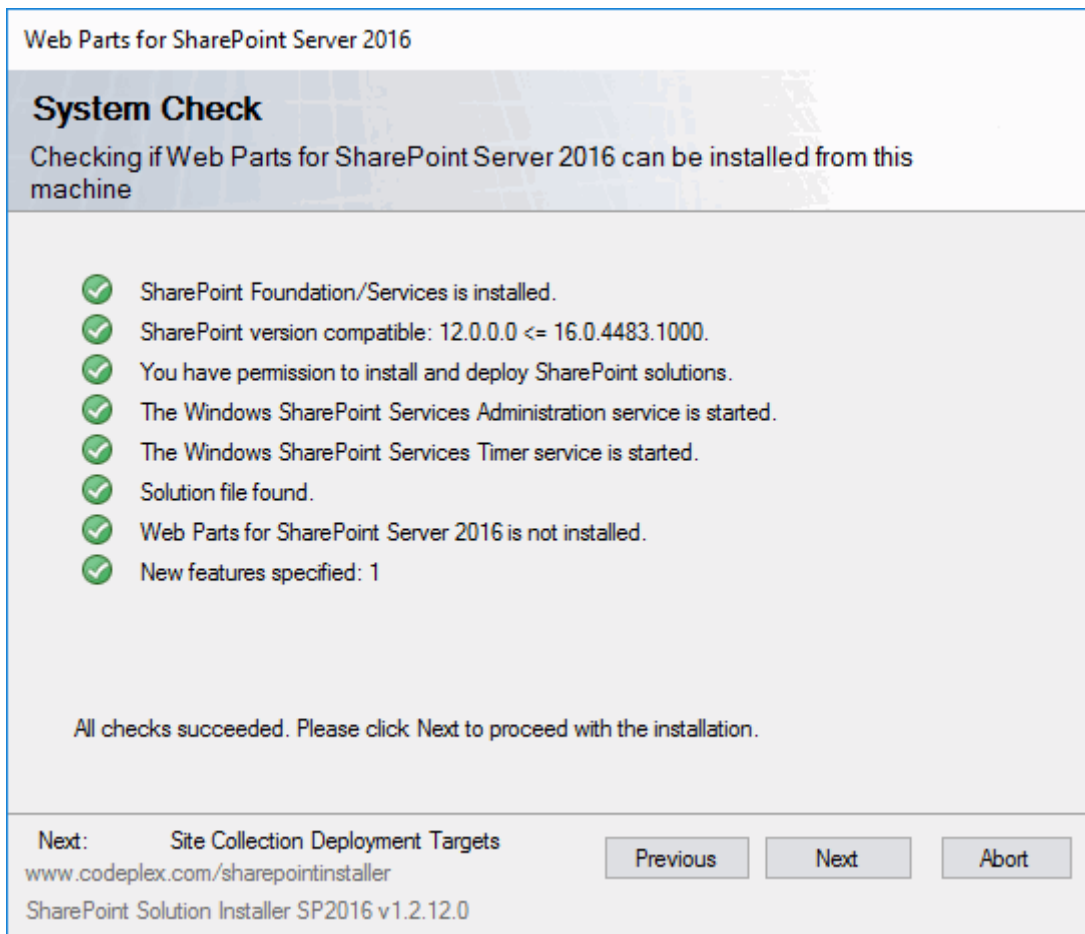 Web Parts for SharePoint Server 2016
System Check
Checking if Web Parts for SharePoint Server 2016 can be installed from this
machine
SharePoint Foundation/Services is installed.
SharePoint version compatible: 12.0.0.0 <= 16.0.4483.1000.
You have permission to install and deploy SharePoint solutions.
The Windows SharePoint Services Administration service is started.
The Windows SharePoint Services Timer service is started.
Solution file found.
Web Parts for SharePoint Server 2016 is not installed.
New features specified: 1
All checks succeeded. Please click Next to proceed with the installation.
Next: Site Collection Deployment Targets
www.codeplex.com/sharepointinstaller
SharePoint Solution Installer SP2016 v1.2.12.0
Previous Next Abort